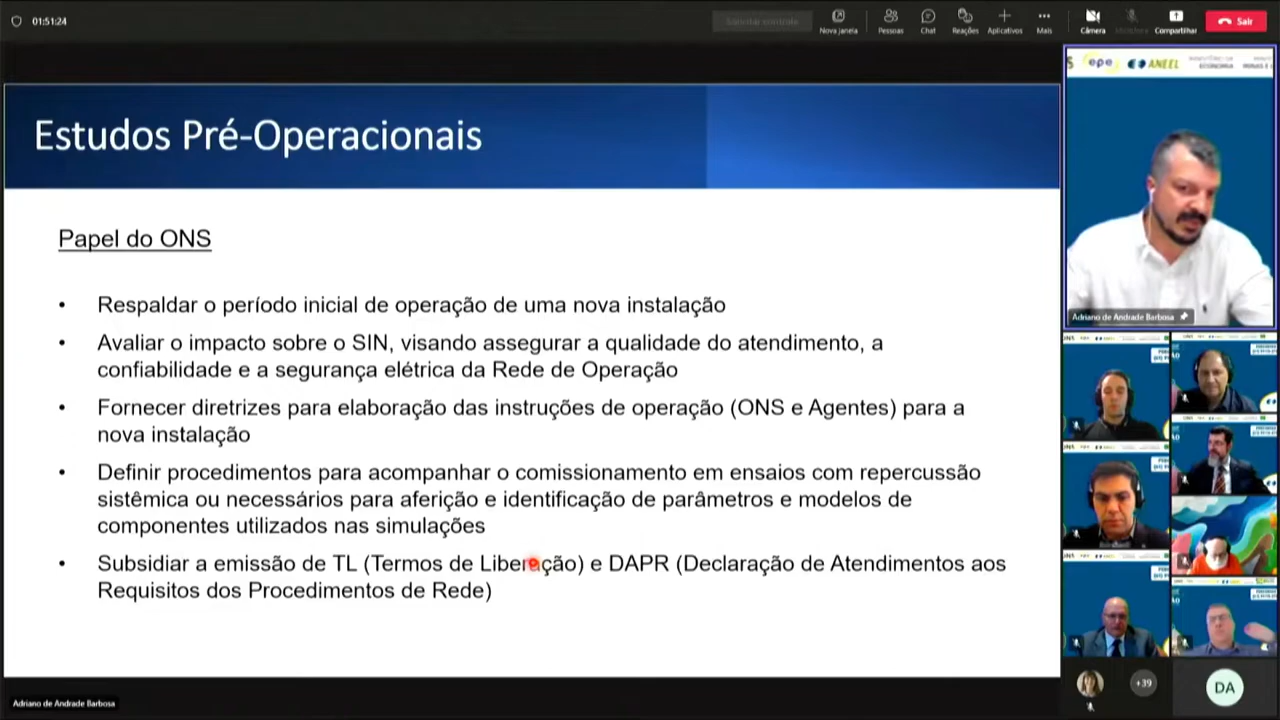 01:51:24
Solicitar controle
Nova janela
Pessoas
Chat
Reações
Aplicativos
Mais
Câmera
Microfone
Compartilhar
Sair
Estudos Pré-Operacionais
Papel do ONS
• Respaldar o período inicial de operação de uma nova instalação
• Avaliar o impacto sobre o SIN, visando assegurar a qualidade do atendimento, a
confiabilidade e a segurança elétrica da Rede de Operação
• Fornecer diretrizes para elaboração das instruções de operação (ONS e Agentes) para a
nova instalação
• Definir procedimentos para acompanhar o comissionamento em ensaios com repercussão
sistêmica ou necessários para aferição e identificação de parâmetros e modelos de
componentes utilizados nas simulações
• Subsidiar a emissão de TL (Termos de Liberação) e DAPR (Declaração de Atendimentos aos
Requisitos dos Procedimentos de Rede)
Adriano de Andrade Barbosa
epe
ANEEL
ECONOMIA
Adriano de Andrade Barbosa
+39
DA